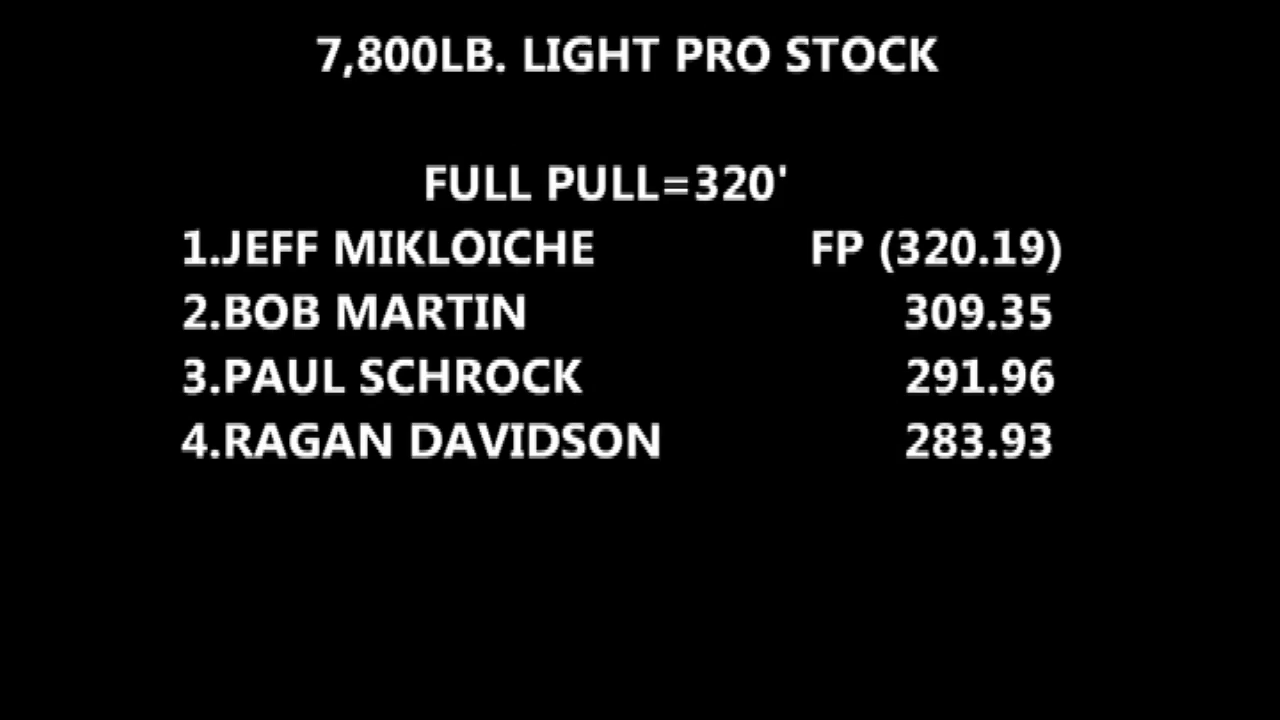 7,800LB. LIGHT PRO STOCK
FULL PULL=320'
1.JEFF MIKLOICHE FP (320.19)
2.BOB MARTIN 309.35
3.PAUL SCHROCK 291.96
4.RAGAN DAVIDSON 283.93